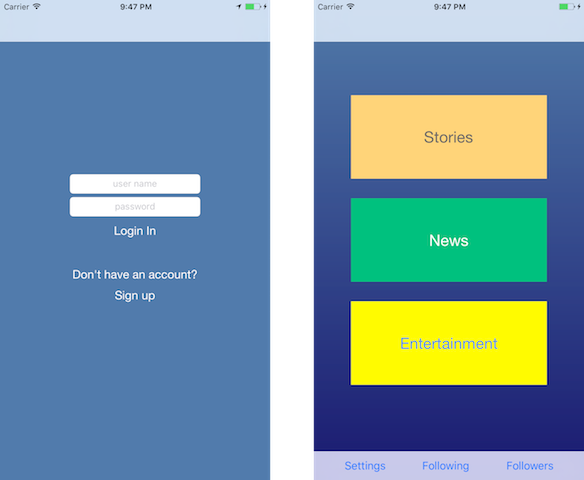 Carrier 9:47 PM
user name
password
Login In
Don't have an account?
Sign up
Carrier 9:47 PM
Stories
News
Entertainment
Settings Following Followers